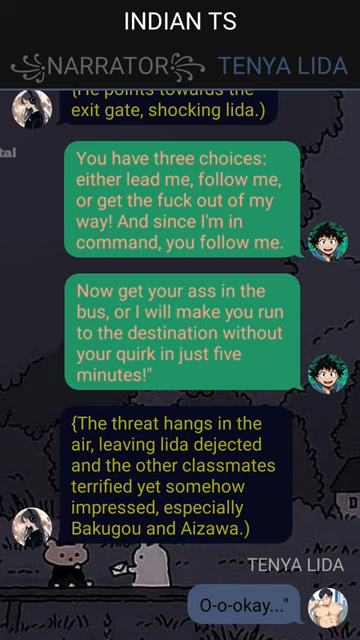 INDIAN TS
NARRATOR TENYA LIDA
(He points towards the
exit gate, shocking lida.)
tal
You have three choices:
either lead me, follow me,
or get the fuck out of my
way! And since I'm in
command, you follow me.
Now get your ass in the
bus, or I will make you run
to the destination without
your quirk in just five
minutes!"
{The threat hangs in the
air, leaving lida dejected
and the other classmates
terrified yet somehow
impressed, especially
Bakugou and Aizawa.)
TENYA LIDA
O-o-okay..."